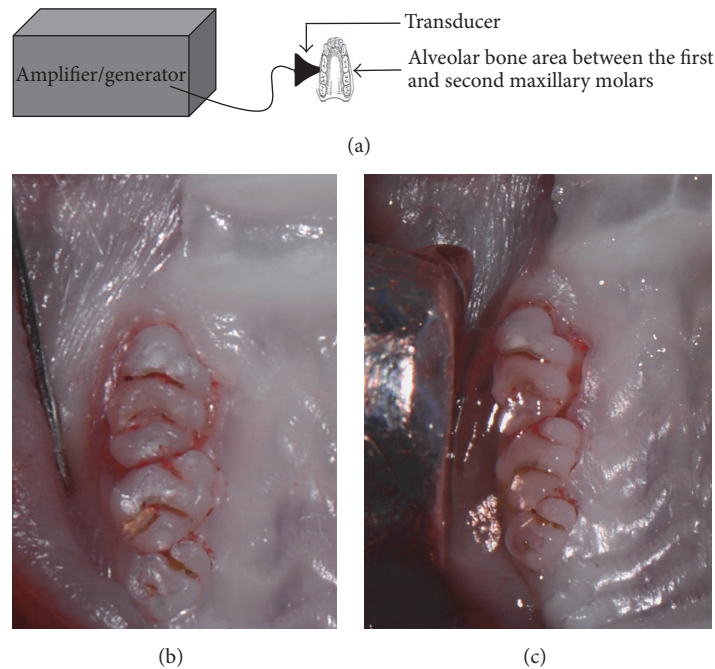 Transducer
Amplifier/generator
Alveolar bone area between the first
and second maxillary molars
(a)
(b)
(c)